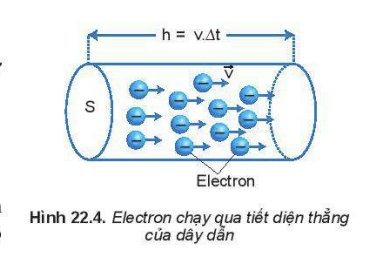 h = v.Δt
v⃗
S
Electron
Hình 22.4. Electron chạy qua tiết diện thẳng
của dây dẫn